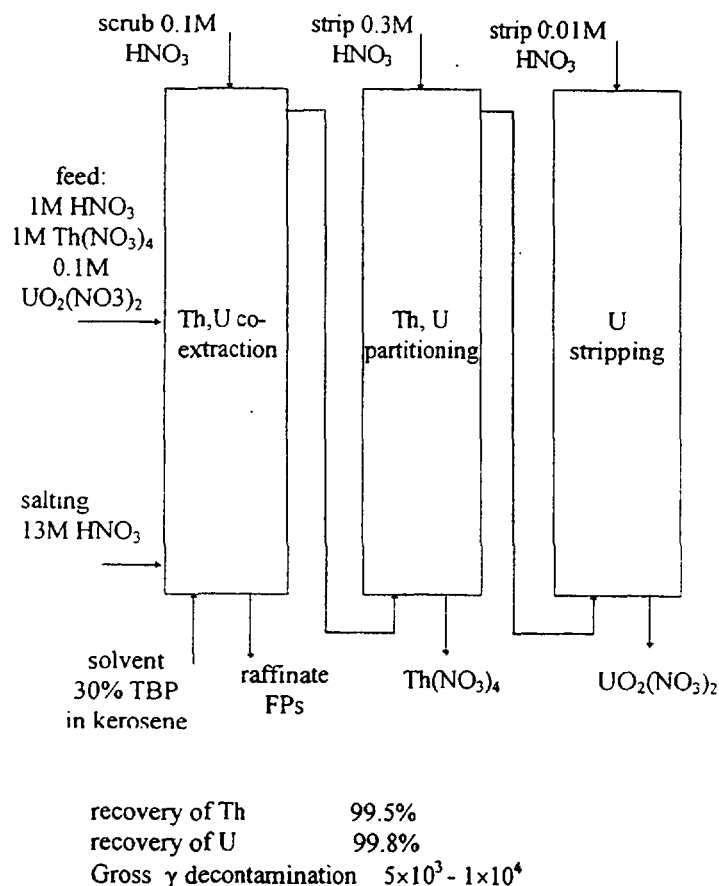 scrub 0.1M
HNO₃
strip 0.3M
HNO₃
strip 0.01M
HNO₃
feed:
1M HNO₃
1M Th(NO₃)₄
0.1M
UO₂(NO3)₂
Th,U co-
extraction
Th, U
partitioning
U
stripping
salting
13M HNO₃
solvent
30% TBP
in kerosene
raffinate
FPs
Th(NO₃)₄
UO₂(NO₃)₂
recovery of Th 99.5%
recovery of U 99.8%
Gross γ decontamination 5×10³ - 1×10⁴